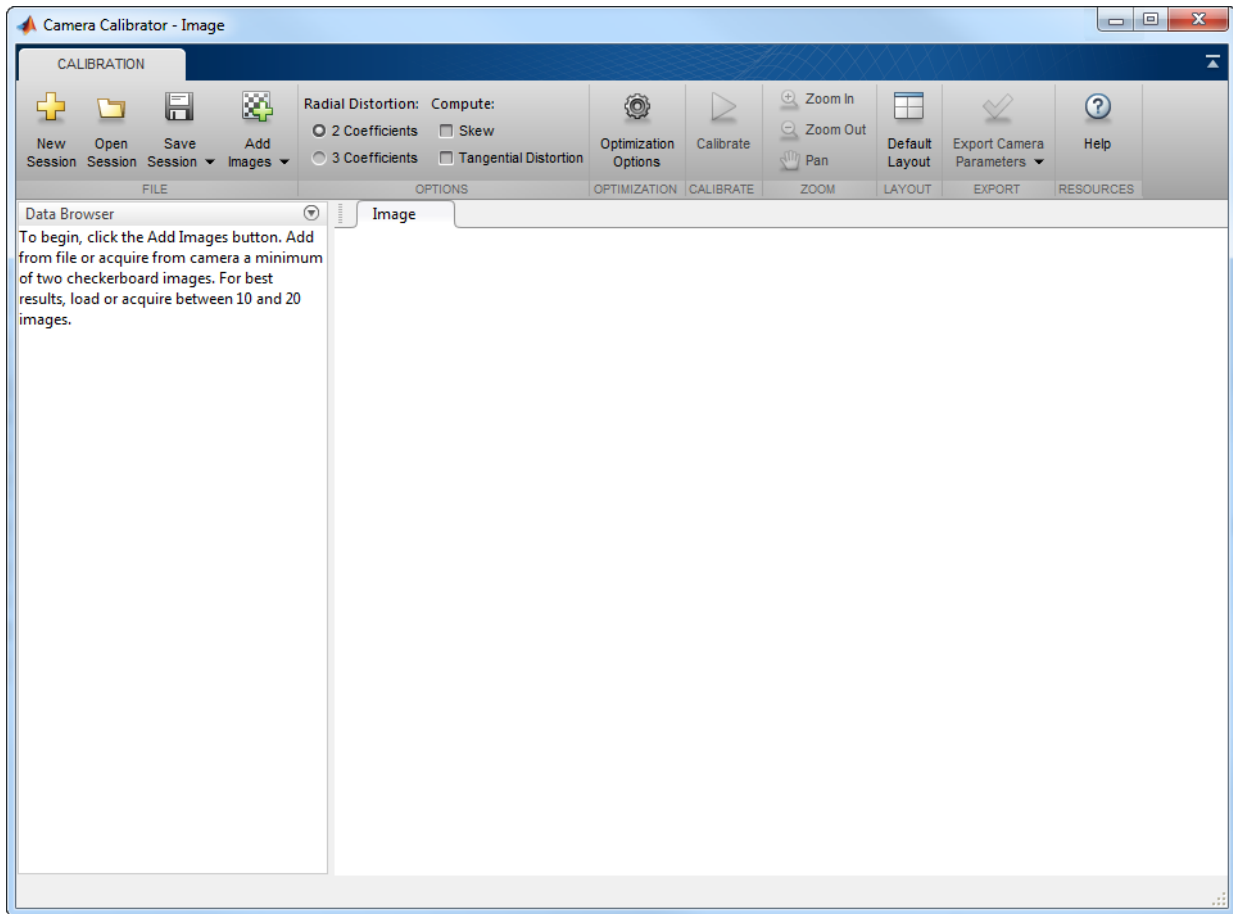 Camera Calibrator - Image
CALIBRATION
New Session
Open Session
Save Session
Add Images
Radial Distortion:
2 Coefficients
3 Coefficients
Compute:
Skew
Tangential Distortion
Optimization Options
Calibrate
Zoom In
Zoom Out
Pan
Default Layout
Export Camera Parameters
Help
FILE
OPTIONS
OPTIMIZATION
CALIBRATE
ZOOM
LAYOUT
EXPORT
RESOURCES
Data Browser
Image
To begin, click the Add Images button. Add
from file or acquire from camera a minimum
of two checkerboard images. For best
results, load or acquire between 10 and 20
images.